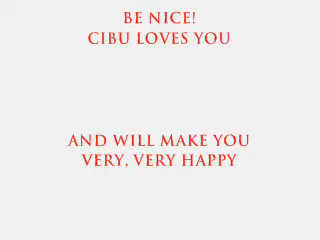 BE NICE!
CIBU LOVES YOU
AND WILL MAKE YOU
VERY, VERY HAPPY